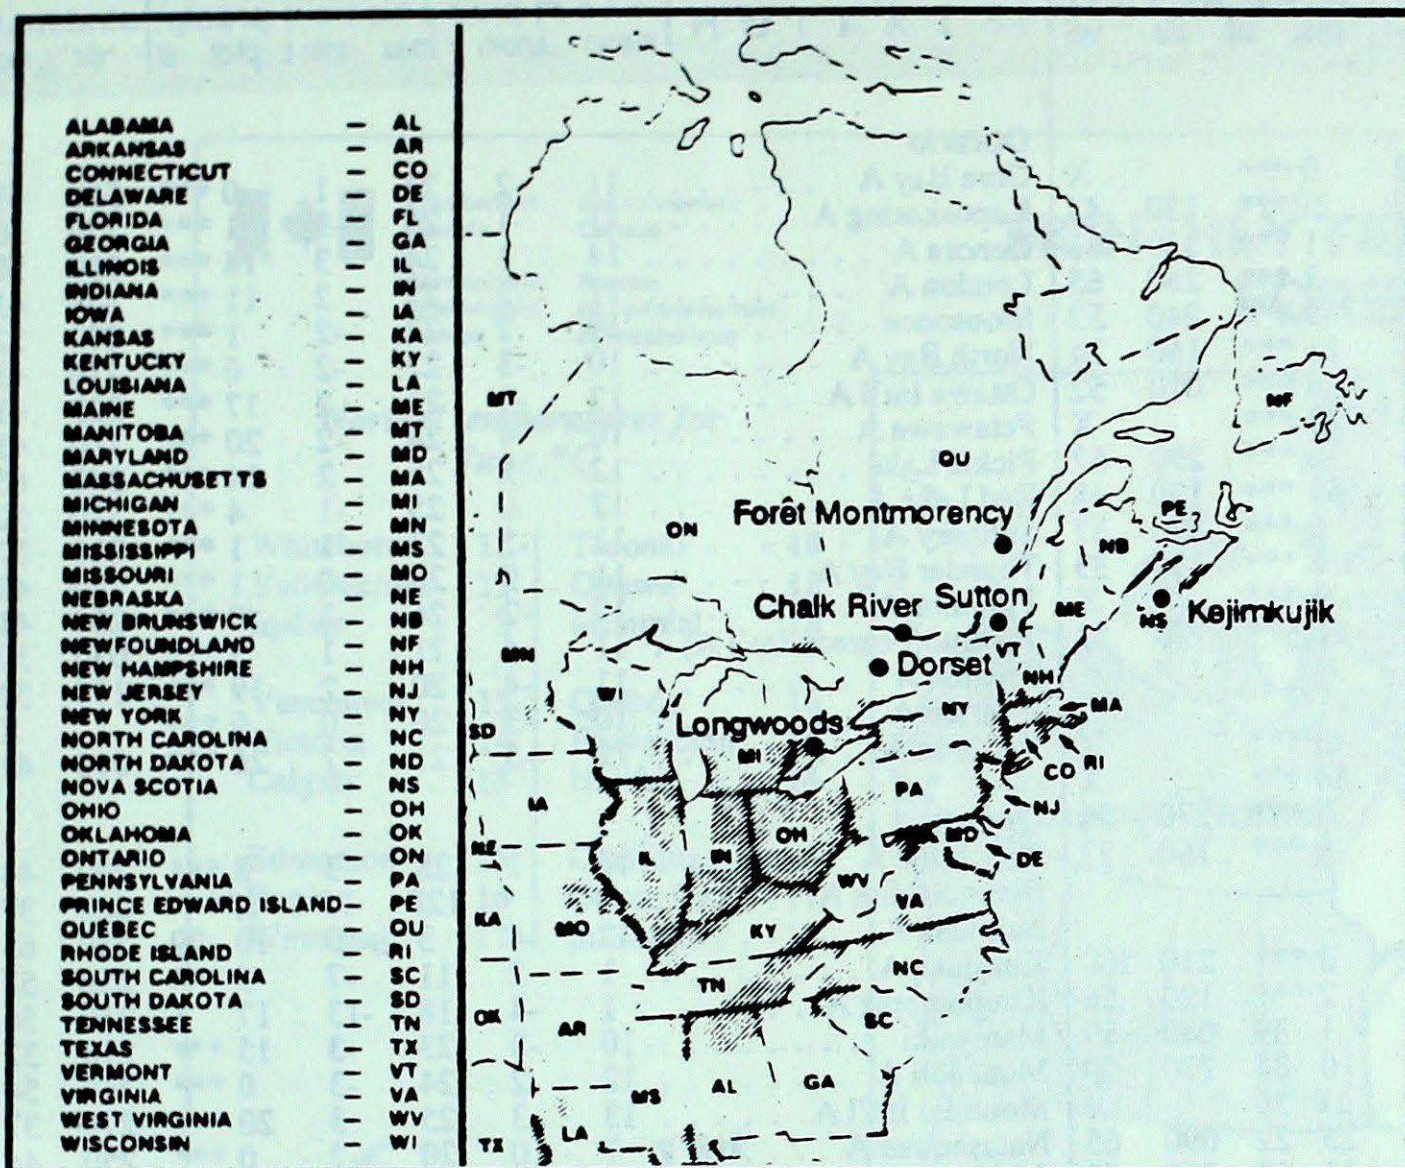 ALABAMA — AL
ARKANSAS — AR
CONNECTICUT — CO
DELAWARE — DE
FLORIDA — FL
GEORGIA — GA
ILLINOIS — IL
INDIANA — IN
IOWA — IA
KANSAS — KA
KENTUCKY — KY
LOUISIANA — LA
MAINE — ME
MANITOBA — MT
MARYLAND — MD
MASSACHUSETTS — MA
MICHIGAN — MI
MINNESOTA — MN
MISSISSIPPI — MS
MISSOURI — MO
NEBRASKA — NE
NEW BRUNSWICK — NB
NEWFOUNDLAND — NF
NEW HAMPSHIRE — NH
NEW JERSEY — NJ
NEW YORK — NY
NORTH CAROLINA — NC
NORTH DAKOTA — ND
NOVA SCOTIA — NS
OHIO — OH
OKLAHOMA — OK
ONTARIO — ON
PENNSYLVANIA — PA
PRINCE EDWARD ISLAND — PE
QUÉBEC — QU
RHODE ISLAND — RI
SOUTH CAROLINA — SC
SOUTH DAKOTA — SD
TENNESSEE — TN
TEXAS — TX
VERMONT — VT
VIRGINIA — VA
WEST VIRGINIA — WV
WISCONSIN — WI
MT
NF
QU
PE
Forêt Montmorency
ON
NB
Chalk River
Sutton
ME
NS
Kejimkujik
MN
VT
Dorset
NH
WI
NY
MA
SD
Longwoods
MI
CO
RI
IA
PA
NJ
OH
MD
NE
IL
IN
DE
WV
VA
KA
MO
KY
NC
TN
OK
AR
SC
MS
AL
GA
LA
TX